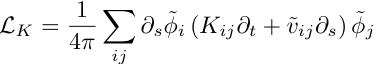 $$\mathcal{L}_K = \frac{1}{4\pi} \sum_{ij} \partial_s \tilde{\phi}_i \left( K_{ij} \partial_t + \tilde{v}_{ij} \partial_s \right) \tilde{\phi}_j$$